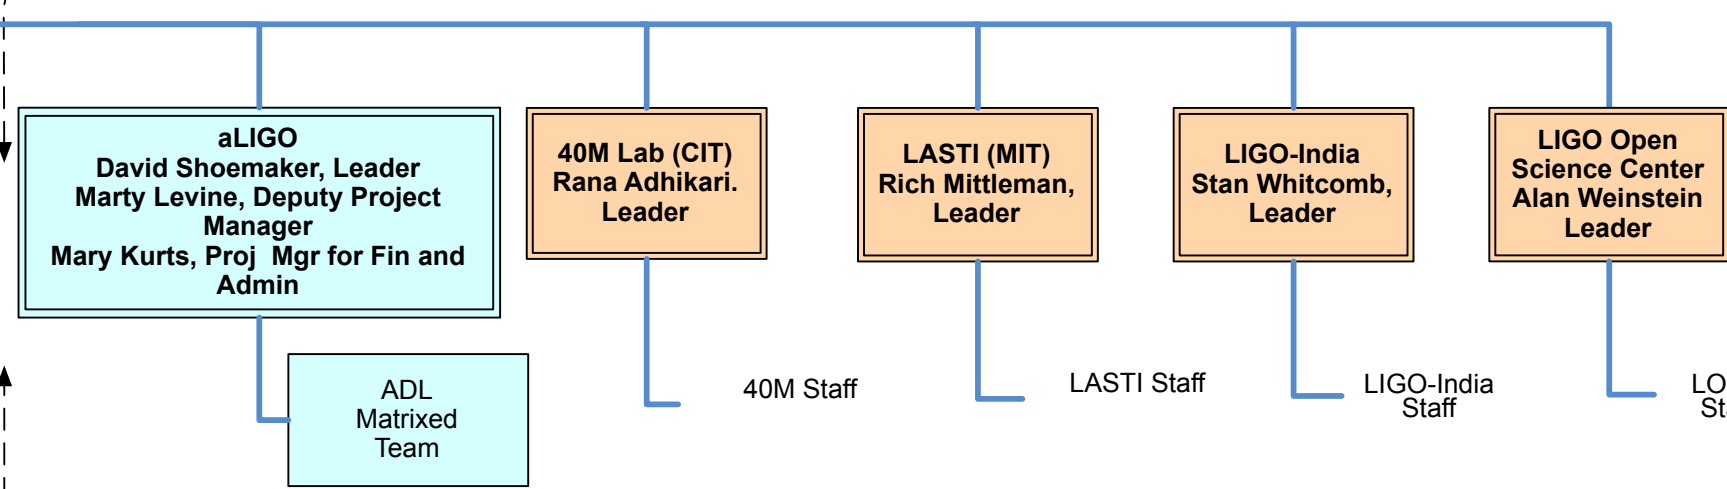 aLIGO
David Shoemaker, Leader
Marty Levine, Deputy Project
Manager
Mary Kurts, Proj  Mgr for Fin and
Admin
40M Lab (CIT)
Rana Adhikari.
Leader
LASTI (MIT)
Rich Mittleman,
Leader
LIGO-India
Stan Whitcomb,
Leader
LIGO Open
Science Center
Alan Weinstein
Leader
ADL
Matrixed
Team
40M Staff
LASTI Staff
LIGO-India
Staff